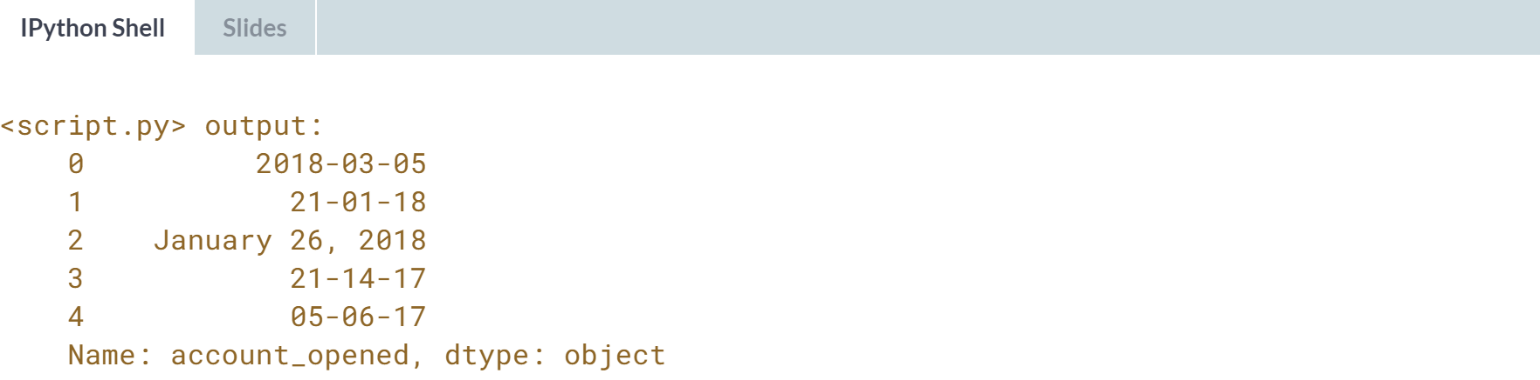 IPython Shell Slides
<script.py> output:
0 2018-03-05
1 21-01-18
2 January 26, 2018
3 21-14-17
4 05-06-17
Name: account_opened, dtype: object